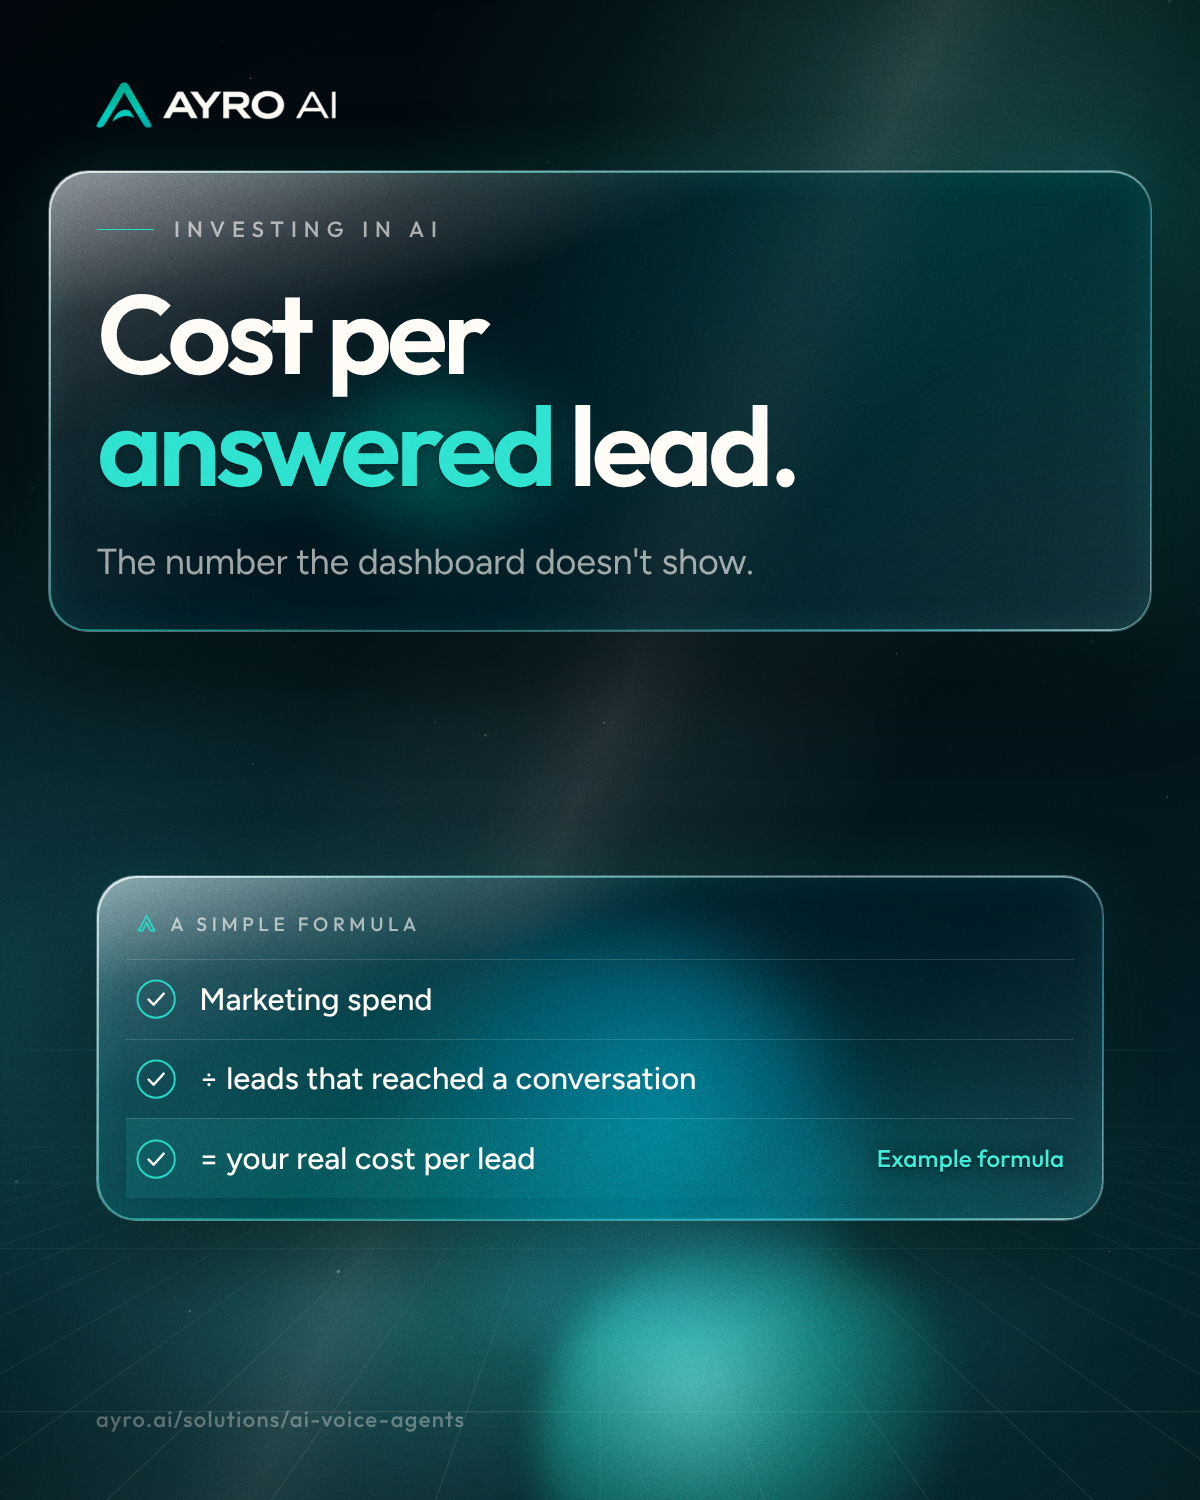 AYRO AI
INVESTING IN AI
Cost per
answered lead.
The number the dashboard doesn't show.
A SIMPLE FORMULA
Marketing spend
÷ leads that reached a conversation
= your real cost per lead
Example formula
ayro.ai/solutions/ai-voice-agents